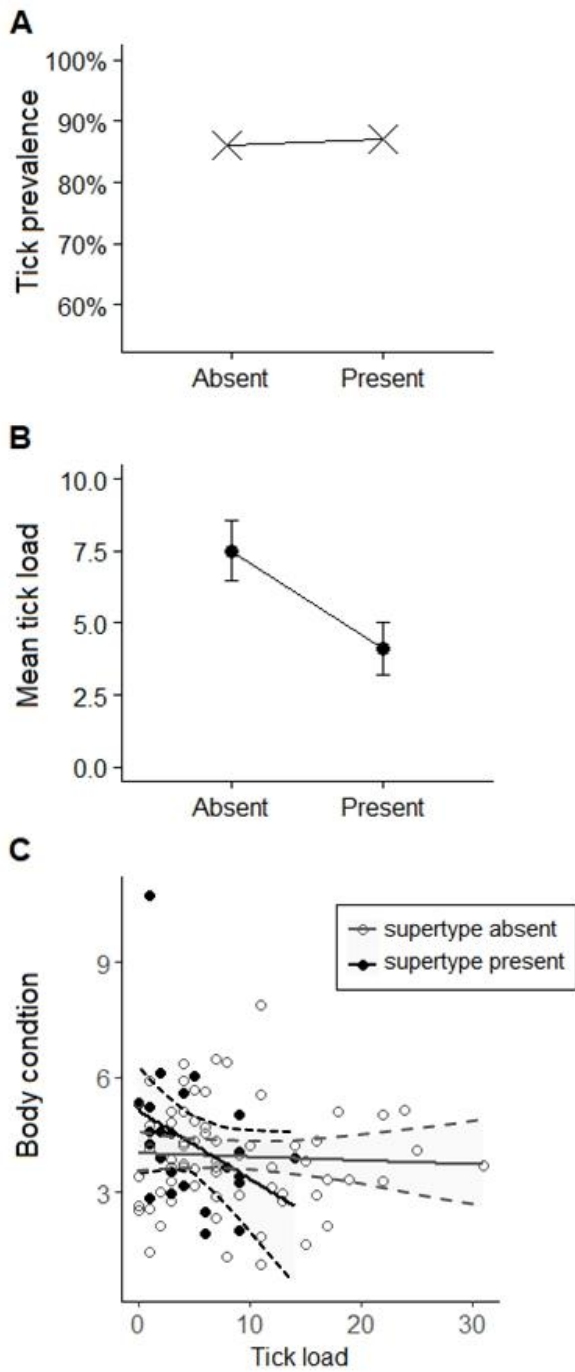 A
Tick prevalence
100%
90%
80%
70%
60%
Absent Present
B
Mean tick load
10.0
7.5
5.0
2.5
0.0
Absent Present
C
Body condtion
9
6
3
supertype absent
supertype present
0 10 20 30
Tick load